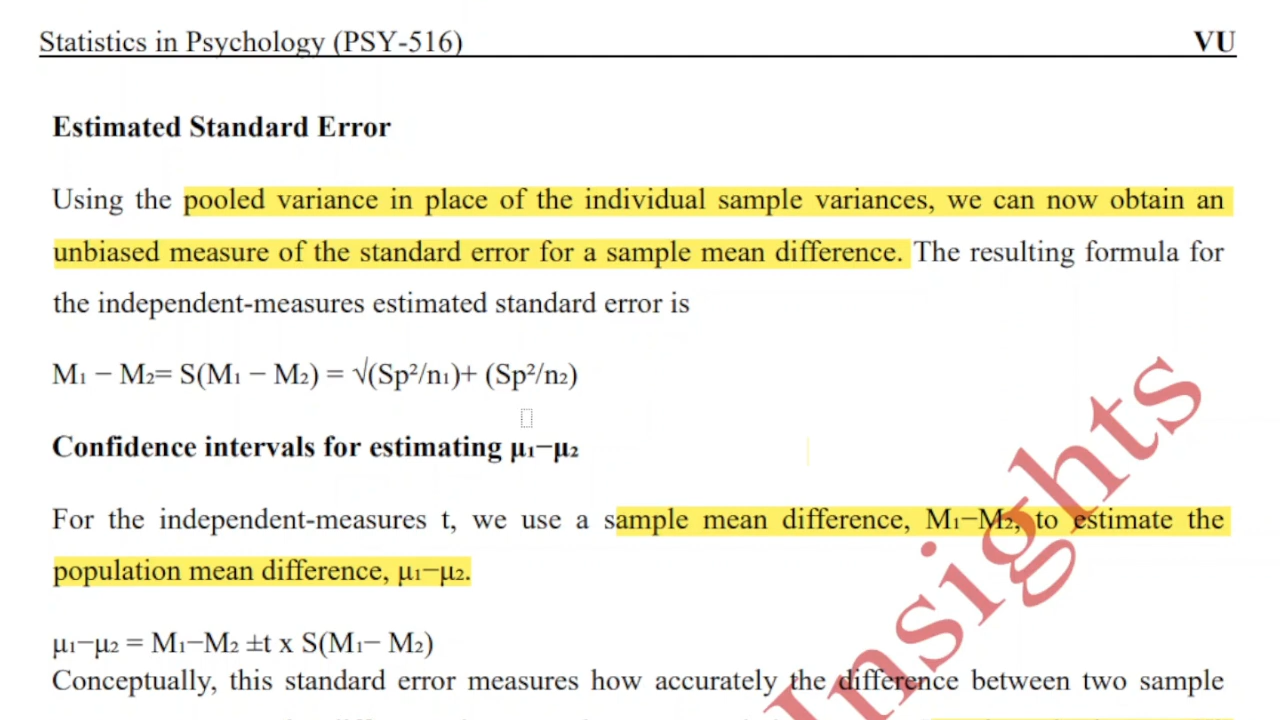 Statistics in Psychology (PSY-516) VU
Estimated Standard Error
Using the pooled variance in place of the individual sample variances, we can now obtain an
unbiased measure of the standard error for a sample mean difference. The resulting formula for
the independent-measures estimated standard error is
M₁ − M₂= S(M₁ − M₂) = √(Sp²/n₁)+ (Sp²/n₂)
Confidence intervals for estimating μ₁−μ₂
For the independent-measures t, we use a sample mean difference, M₁−M₂, to estimate the
population mean difference, μ₁−μ₂.
μ₁−μ₂ = M₁−M₂ ±t x S(M₁− M₂)
Conceptually, this standard error measures how accurately the difference between two sample
Insights